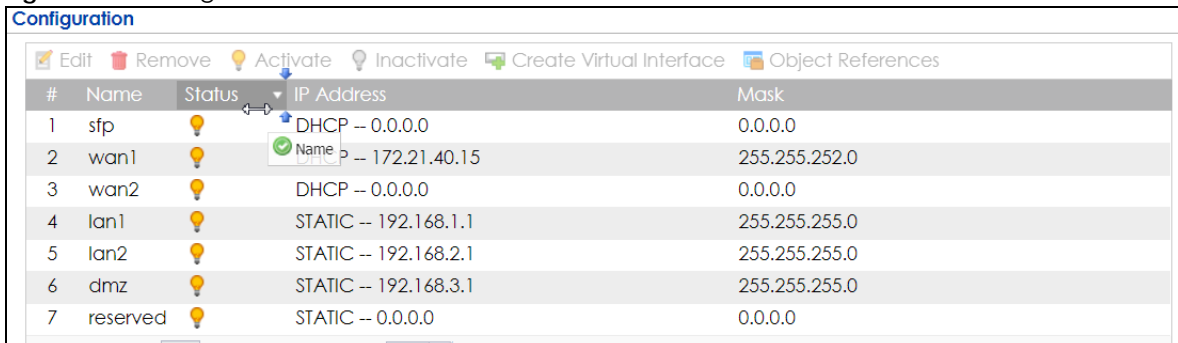 Configuration
Edit Remove Activate Inactivate Create Virtual Interface Object References
# Name Status IP Address Mask
1 sfp DHCP -- 0.0.0.0 0.0.0.0
Name
2 wan1 DHCP -- 172.21.40.15 255.255.252.0
3 wan2 DHCP -- 0.0.0.0 0.0.0.0
4 lan1 STATIC -- 192.168.1.1 255.255.255.0
5 lan2 STATIC -- 192.168.2.1 255.255.255.0
6 dmz STATIC -- 192.168.3.1 255.255.255.0
7 reserved STATIC -- 0.0.0.0 0.0.0.0